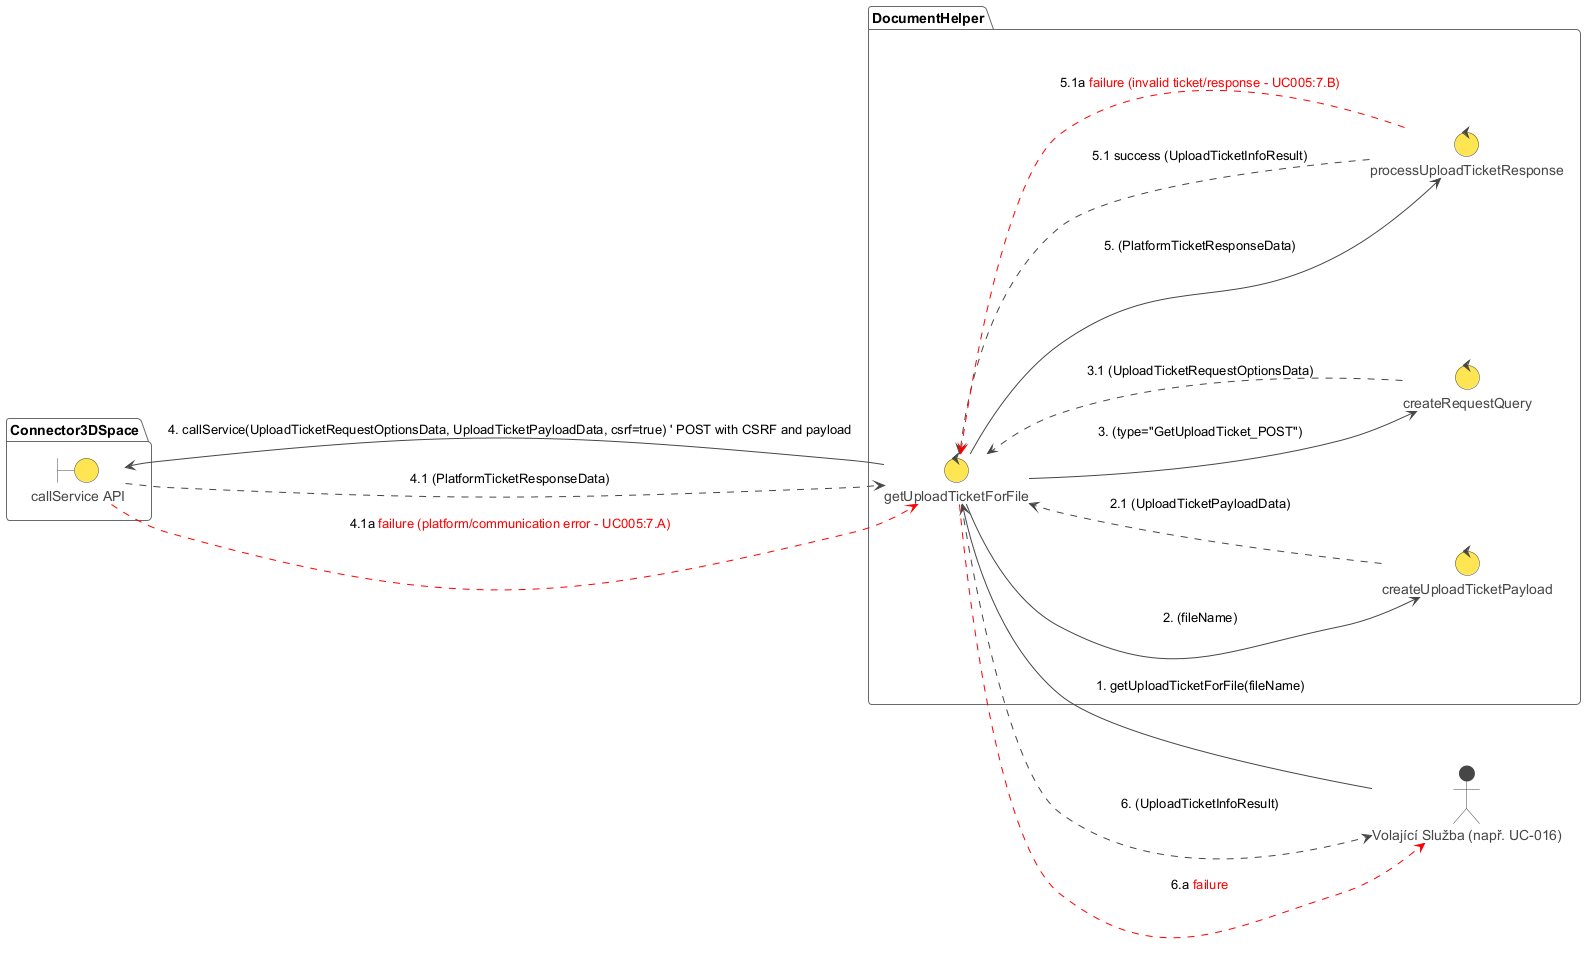 DocumentHelper
5.1a failure (invalid ticket/response - UC005:7.B)
5.1 success (UploadTicketInfoResult)
processUploadTicketResponse
5. (PlatformTicketResponseData)
3.1 (UploadTicketRequestOptionsData)
createRequestQuery
Connector3DSpace
4. callService(UploadTicketRequestOptionsData, UploadTicketPayloadData, csrf=true) ' POST with CSRF and payload
3. (type="GetUploadTicket_POST")
4.1 (PlatformTicketResponseData)
callService API
getUploadTicketForFile
2.1 (UploadTicketPayloadData)
4.1a failure (platform/communication error - UC005:7.A)
createUploadTicketPayload
2. (fileName)
1. getUploadTicketForFile(fileName)
6. (UploadTicketInfoResult)
Volající Služba (např. UC-016)
6.a failure